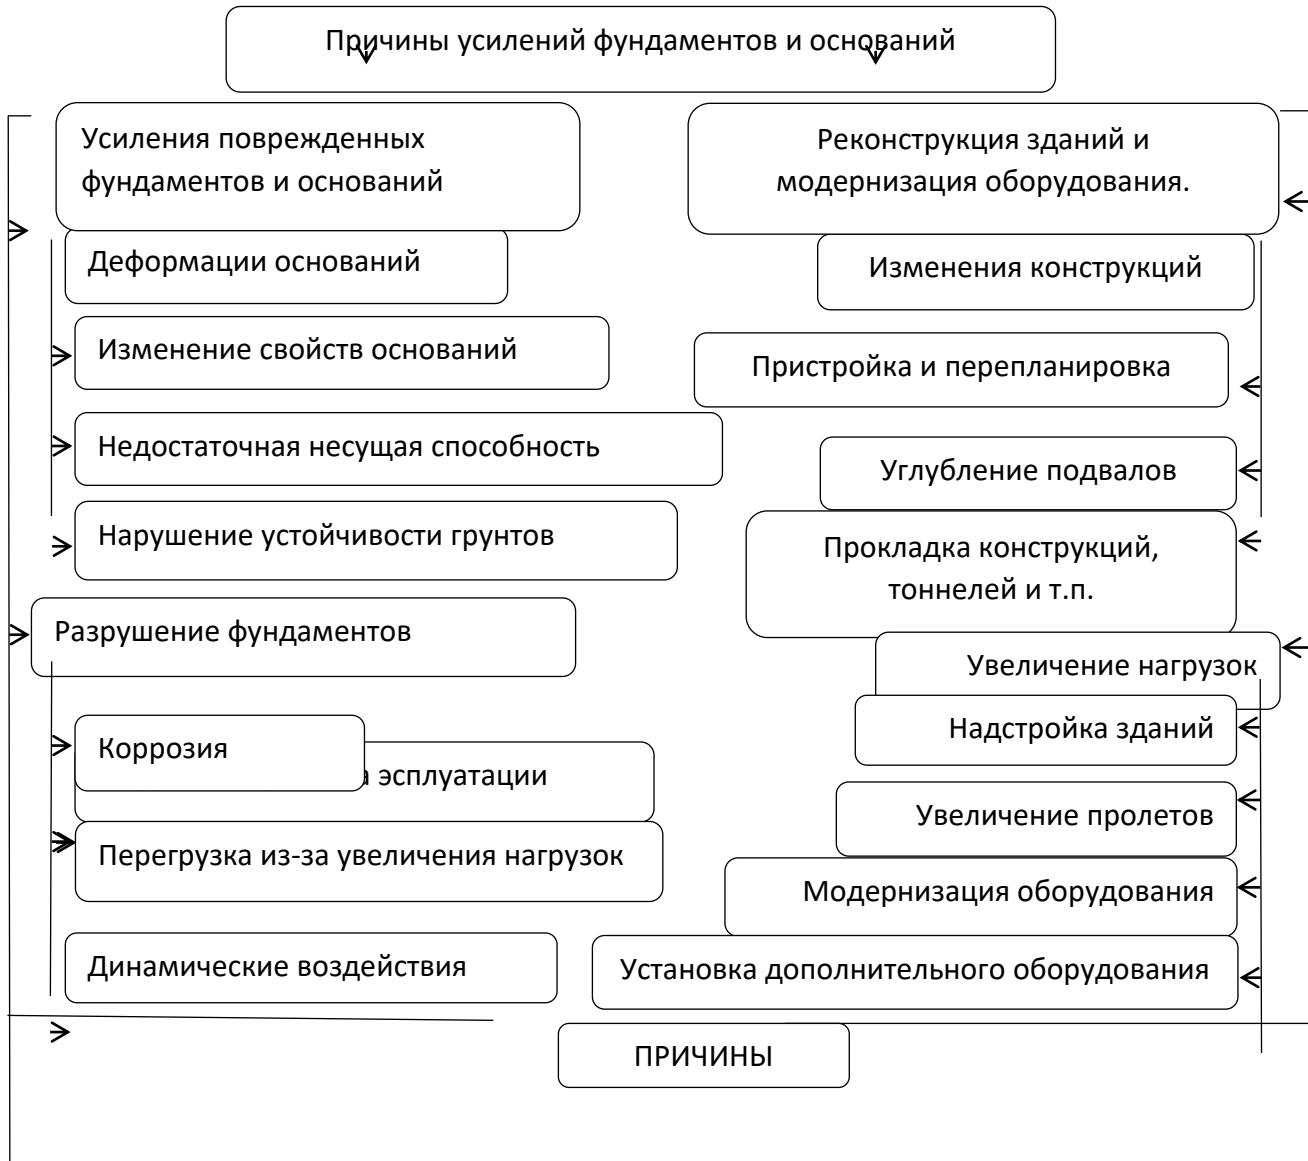 Причины усилений фундаментов и оснований
Усиления поврежденных
фундаментов и оснований
Деформации оснований
Изменение свойств оснований
Недостаточная несущая способность
Нарушение устойчивости грунтов
Разрушение фундаментов
Коррозия
эсплуатации
Перегрузка из-за увеличения нагрузок
Динамические воздействия
Реконструкция зданий и
модернизация оборудования.
Изменения конструкций
Пристройка и перепланировка
Углубление подвалов
Прокладка конструкций,
тоннелей и т.п.
Увеличение нагрузок
Надстройка зданий
Увеличение пролетов
Модернизация оборудования
Установка дополнительного оборудования
ПРИЧИНЫ